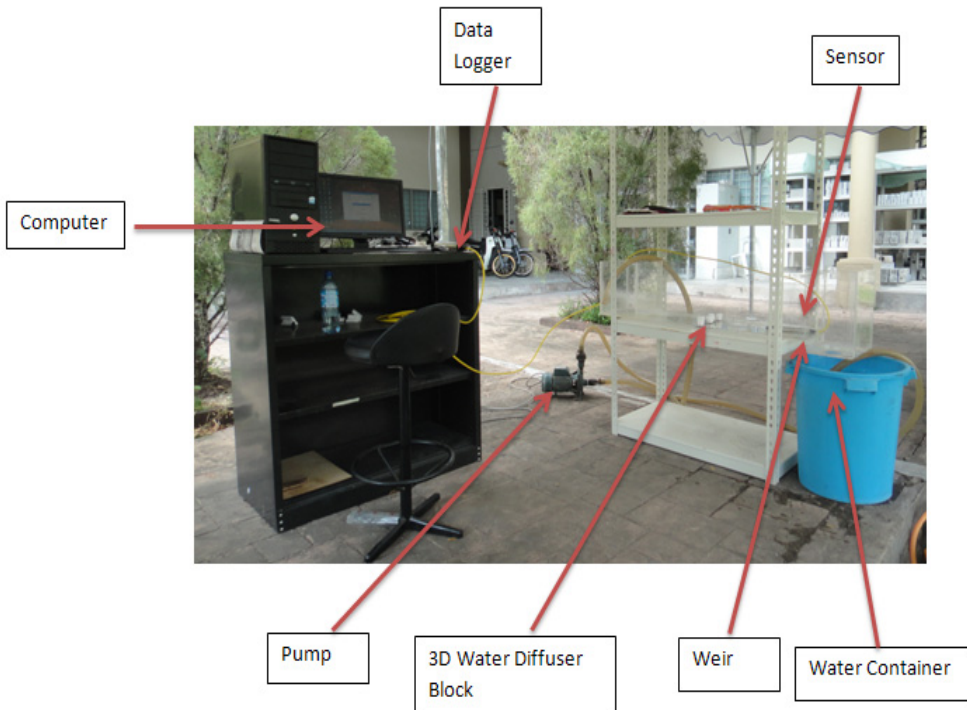 Data
Logger
Sensor
Computer
Pump
3D Water Diffuser
Block
Weir
Water Container